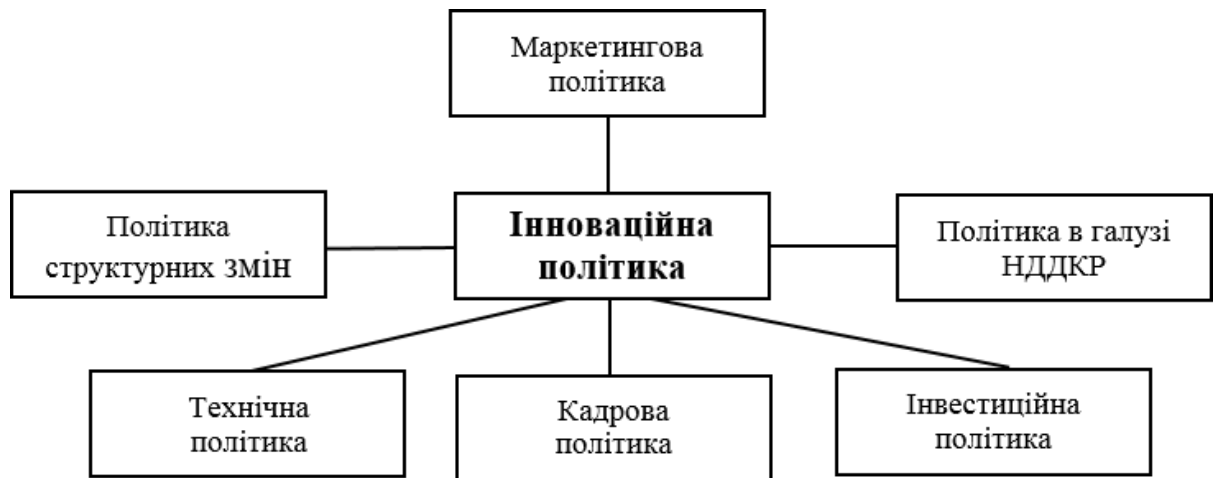 Маркетингова
політика
Політика
структурних змін
Інноваційна
політика
Політика в галузі
НДДКР
Технічна
політика
Кадрова
політика
Інвестиційна
політика